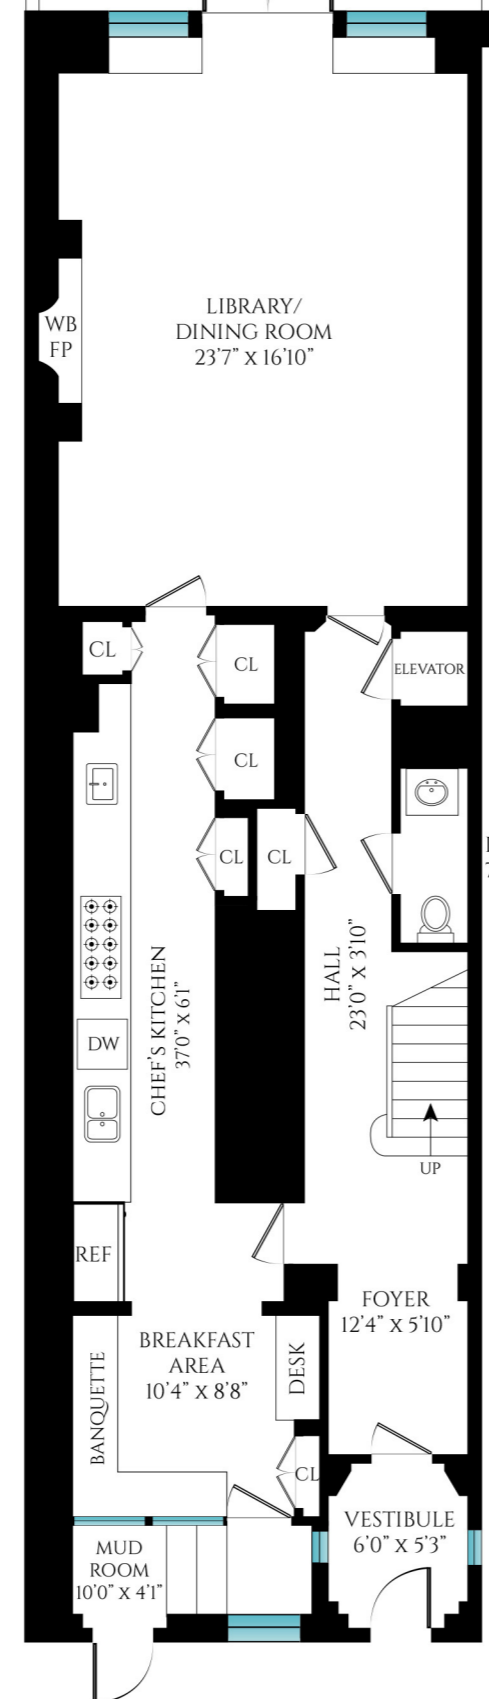 LIBRARY/
DINING ROOM
23'7" X 16'10"
WB
FP
CL
CL
ELEVATOR
CL
CL
CL
HALL
23'0" X 3'10"
CHEF'S KITCHEN
37'0" X 6'1"
DW
UP
REF
FOYER
12'4" X 5'10"
BREAKFAST
AREA
10'4" X 8'8"
DESK
BANQUETTE
CL
VESTIBULE
6'0" X 5'3"
MUD
ROOM
10'0" X 4'1"